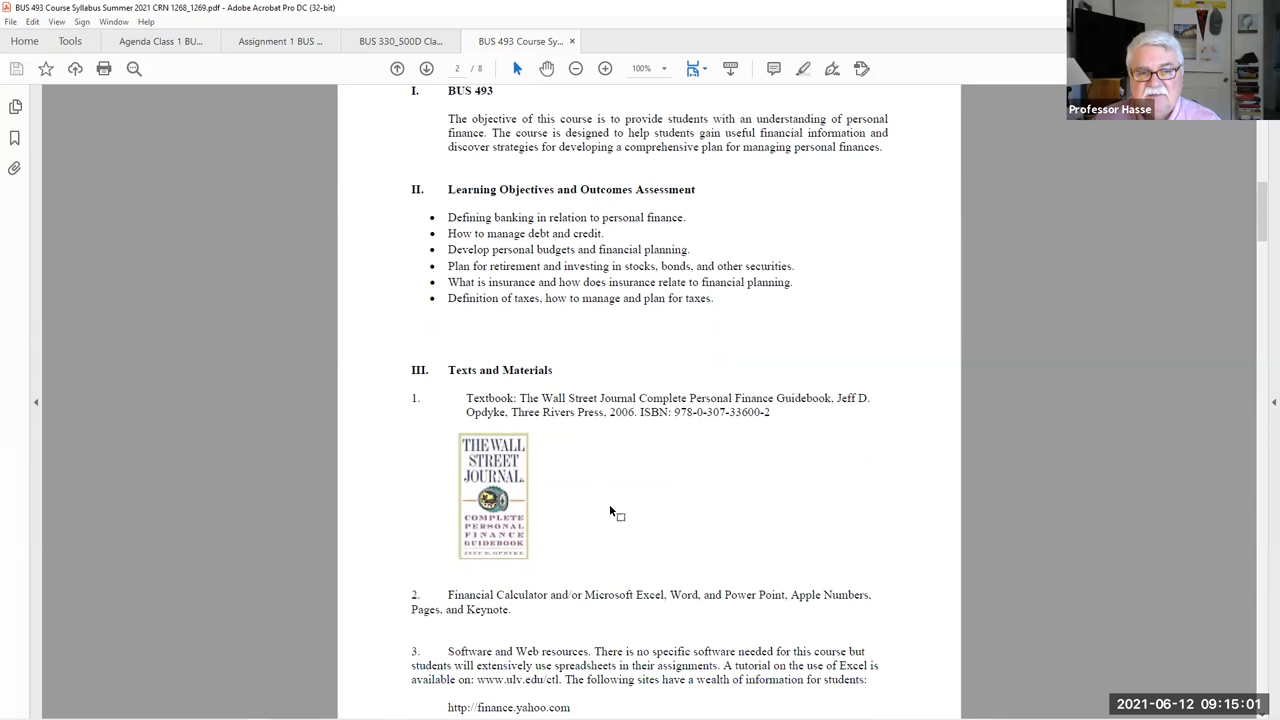 BUS 493 Course Syllabus Summer 2021 CRN 1268_1269.pdf - Adobe Acrobat Pro DC (32-bit)
File Edit View Sign Window Help
Home Tools Agenda Class 1 BU... Assignment 1 BUS ... BUS 330_500D Cla... BUS 493 Course Sy... ×
2 / 8 100%
Professor Hasse
I. BUS 493
The objective of this course is to provide students with an understanding of personal
finance. The course is designed to help students gain useful financial information and
discover strategies for developing a comprehensive plan for managing personal finances.
II. Learning Objectives and Outcomes Assessment
• Defining banking in relation to personal finance.
• How to manage debt and credit.
• Develop personal budgets and financial planning.
• Plan for retirement and investing in stocks, bonds, and other securities.
• What is insurance and how does insurance relate to financial planning.
• Definition of taxes, how to manage and plan for taxes.
III. Texts and Materials
1. Textbook: The Wall Street Journal Complete Personal Finance Guidebook, Jeff D.
Opdyke, Three Rivers Press, 2006. ISBN: 978-0-307-33600-2
THE WALL
STREET
JOURNAL.
COMPLETE
PERSONAL
FINANCE
GUIDEBOOK
JEFF D. OPDYKE
2. Financial Calculator and/or Microsoft Excel, Word, and Power Point, Apple Numbers,
Pages, and Keynote.
3. Software and Web resources. There is no specific software needed for this course but
students will extensively use spreadsheets in their assignments. A tutorial on the use of Excel is
available on: www.ulv.edu/ctl. The following sites have a wealth of information for students:
http://finance.yahoo.com
2021-06-12 09:15:01